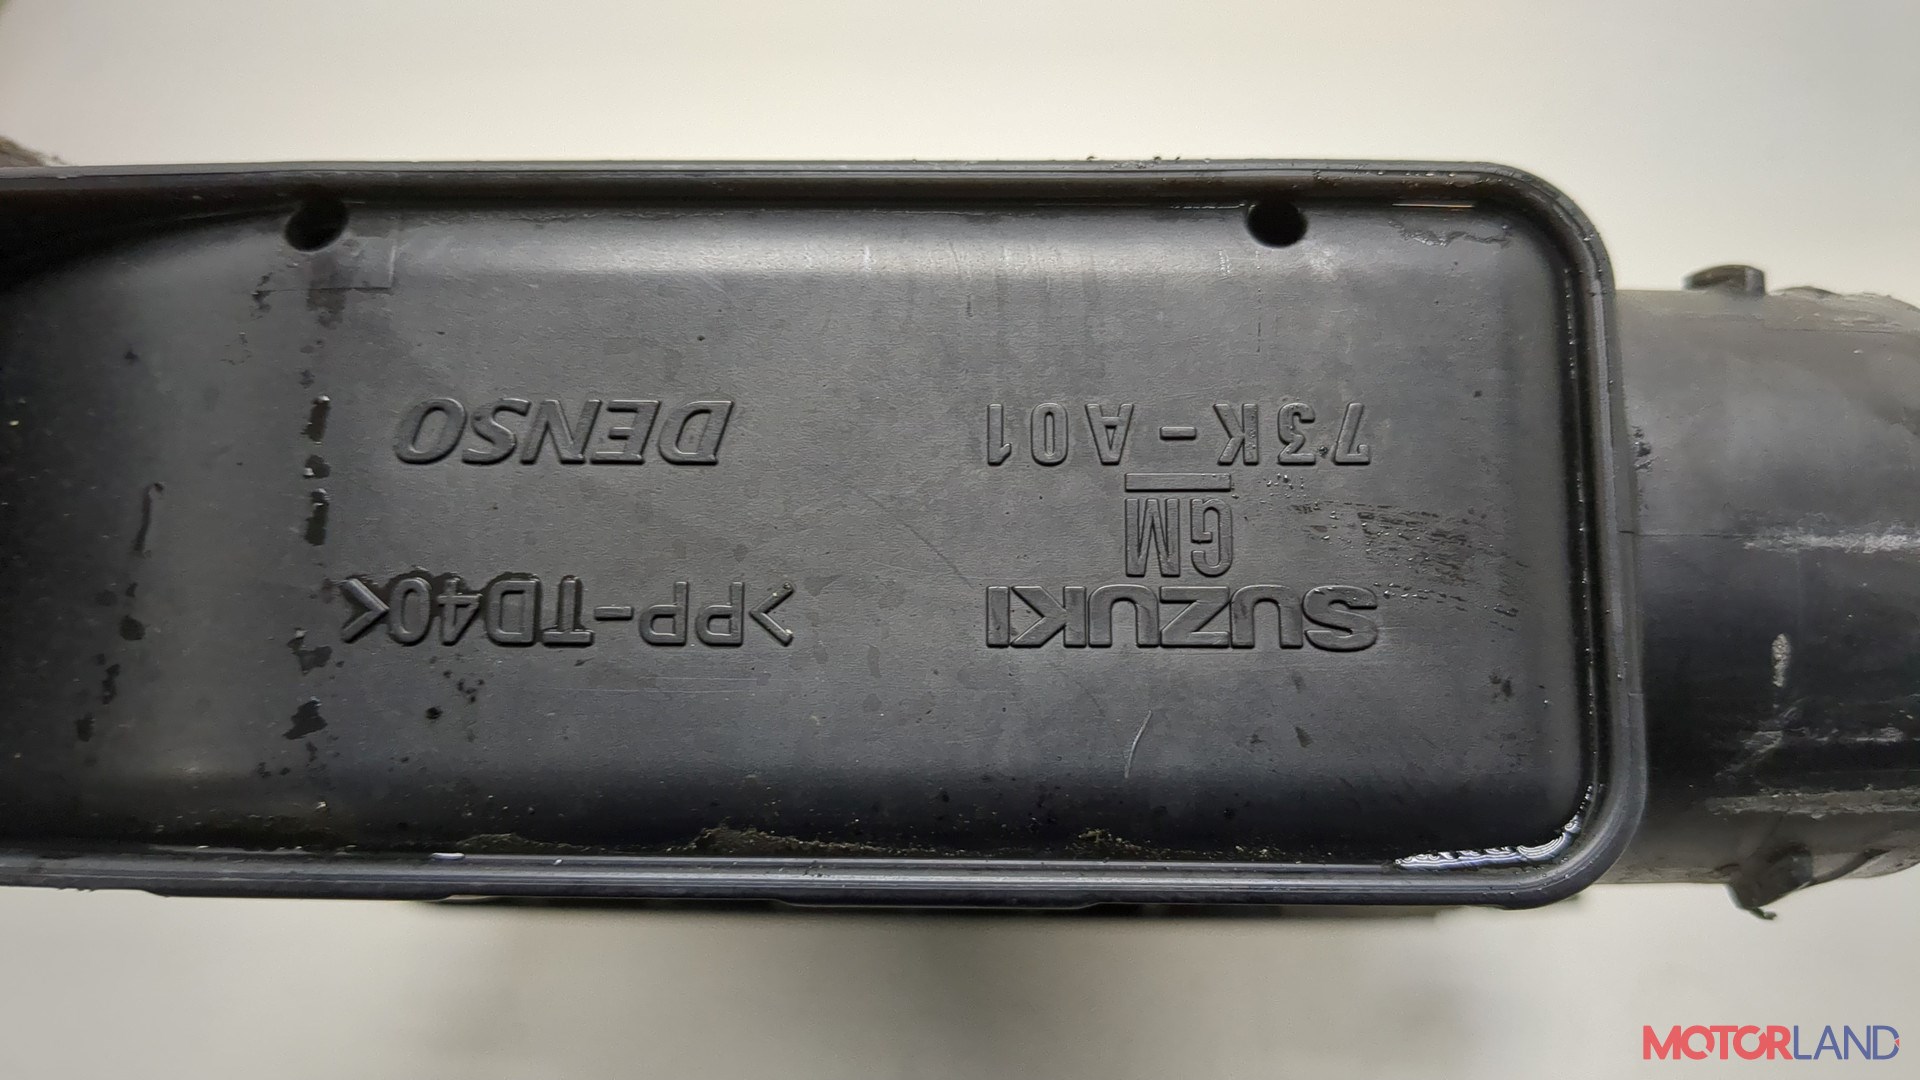 SUZUKI
GM
73K-A01
>PP-TD40<
DENSO
MOTORLAND